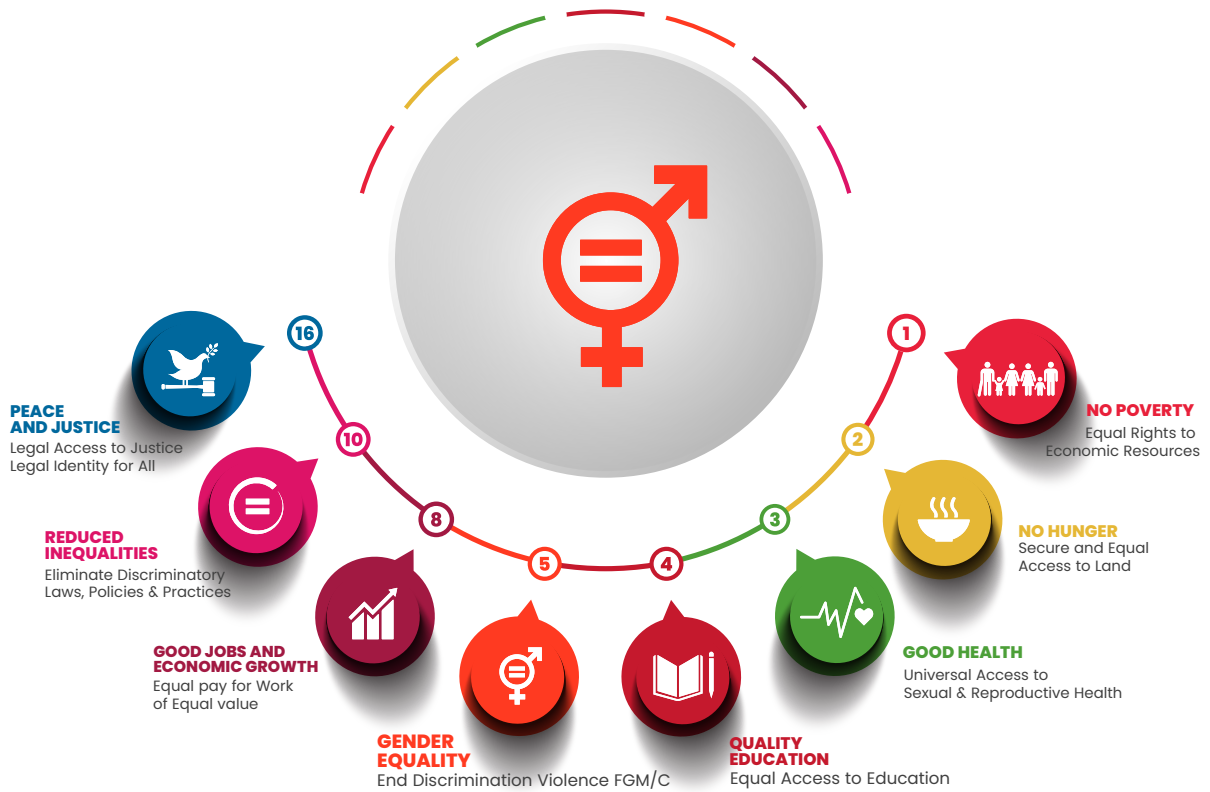 16
1
10
2
8
3
5
4
PEACE
AND JUSTICE
Legal Access to Justice
Legal Identity for All
REDUCED
INEQUALITIES
Eliminate Discriminatory
Laws, Policies & Practices
GOOD JOBS AND
ECONOMIC GROWTH
Equal pay for Work
of Equal value
GENDER
EQUALITY
End Discrimination Violence FGM/C
QUALITY
EDUCATION
Equal Access to Education
GOOD HEALTH
Universal Access to
Sexual & Reproductive Health
NO HUNGER
Secure and Equal
Access to Land
NO POVERTY
Equal Rights to
Economic Resources